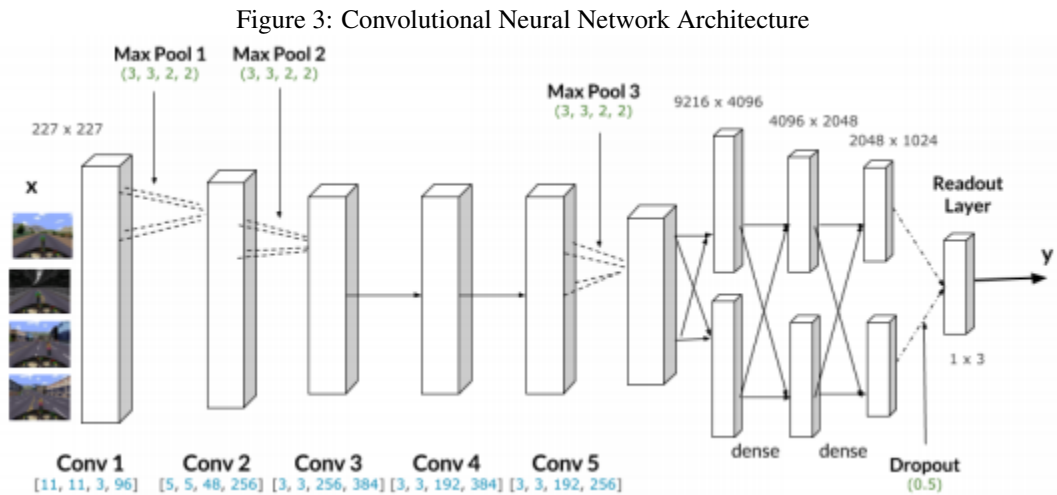 Figure 3: Convolutional Neural Network Architecture
Max Pool 1
(3, 3, 2, 2)
Max Pool 2
(3, 3, 2, 2)
Max Pool 3
(3, 3, 2, 2)
227 x 227
9216 x 4096
4096 x 2048
2048 x 1024
x
Readout
Layer
y
1 x 3
dense
dense
Dropout
(0.5)
Conv 1
[11, 11, 3, 96]
Conv 2
[5, 5, 48, 256]
Conv 3
[3, 3, 256, 384]
Conv 4
[3, 3, 192, 384]
Conv 5
[3, 3, 192, 256]